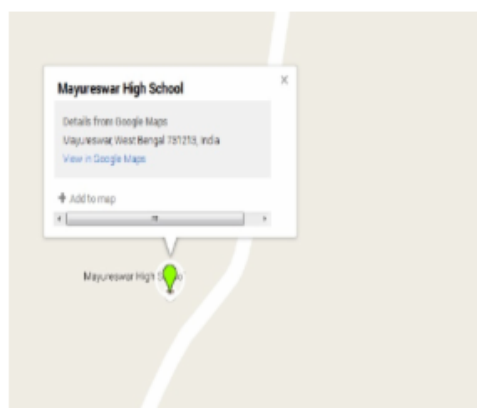 Mayureswar High School
Details from Google Maps
Mayureswar, West Bengal 731213, India
View in Google Maps
+ Add to map
Mayureswar High